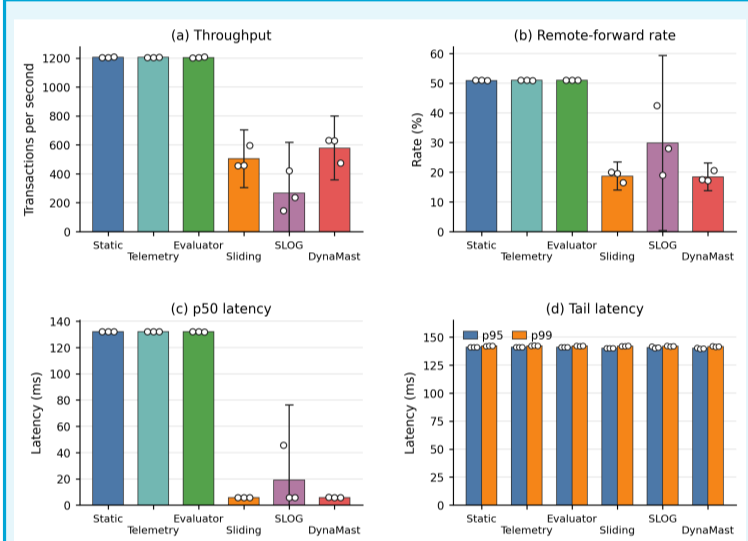 (a) Throughput
Transactions per second
1200
1000
800
600
400
200
0
Static
Telemetry
Evaluator
Sliding
SLOG
DynaMast
(b) Remote-forward rate
Rate (%)
60
50
40
30
20
10
0
Static
Telemetry
Evaluator
Sliding
SLOG
DynaMast
(c) p50 latency
Latency (ms)
140
120
100
80
60
40
20
0
Static
Telemetry
Evaluator
Sliding
SLOG
DynaMast
(d) Tail latency
p95 p99
Latency (ms)
150
125
100
75
50
25
0
Static
Telemetry
Evaluator
Sliding
SLOG
DynaMast